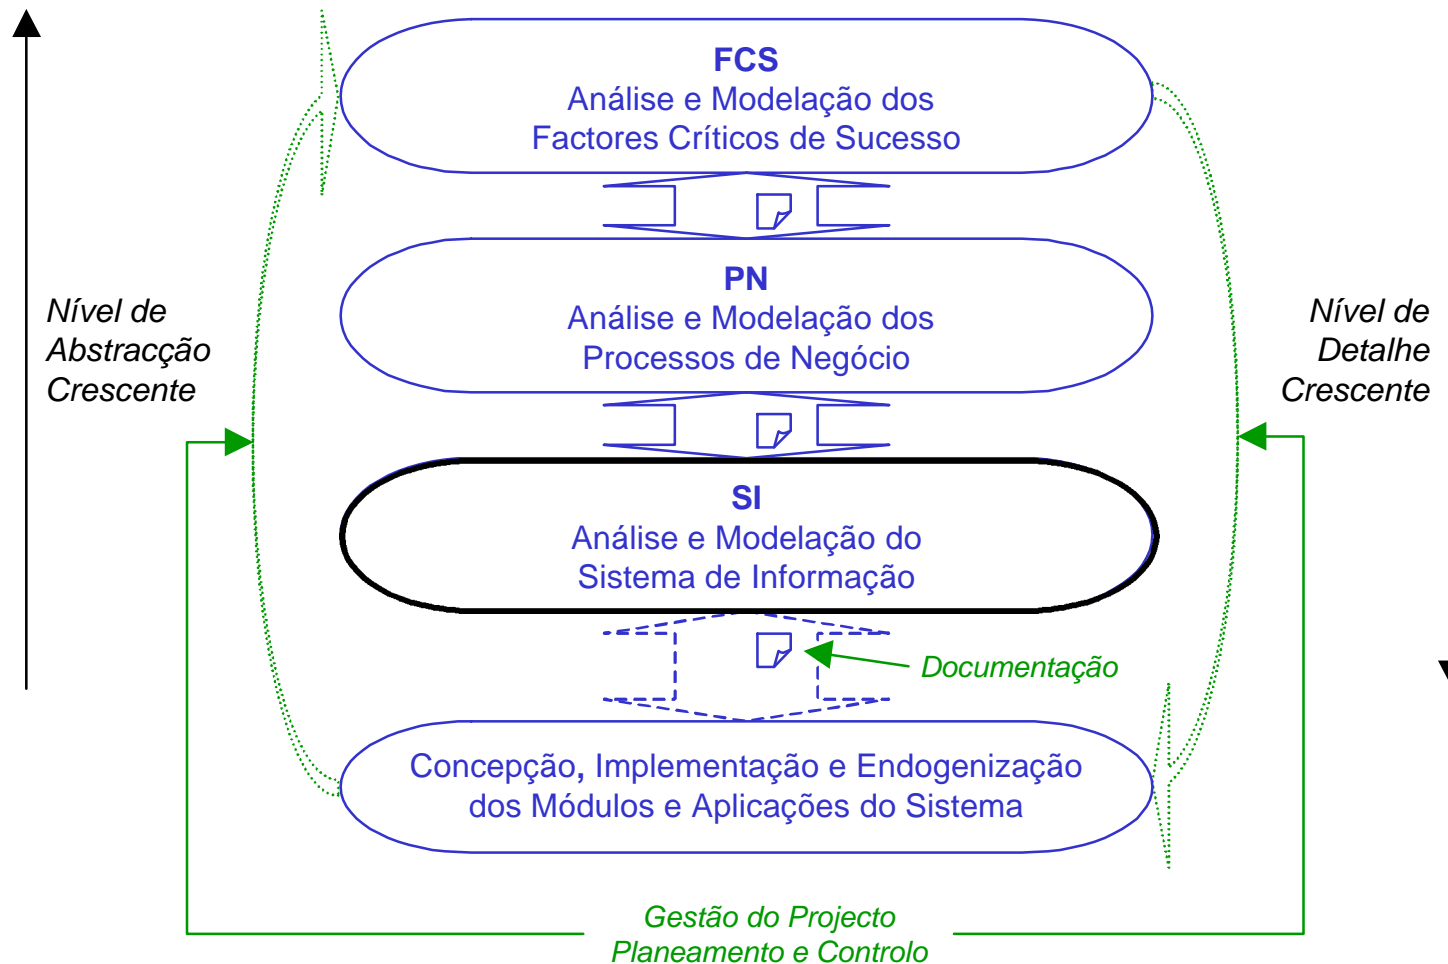 FCS
Análise e Modelação dos
Factores Críticos de Sucesso
PN
Análise e Modelação dos
Processos de Negócio
Nível de
Abstracção
Crescente
Nível de
Detalhe
Crescente
SI
Análise e Modelação do
Sistema de Informação
Documentação
Concepção, Implementação e Endogenização
dos Módulos e Aplicações do Sistema
Gestão do Projecto
Planeamento e Controlo